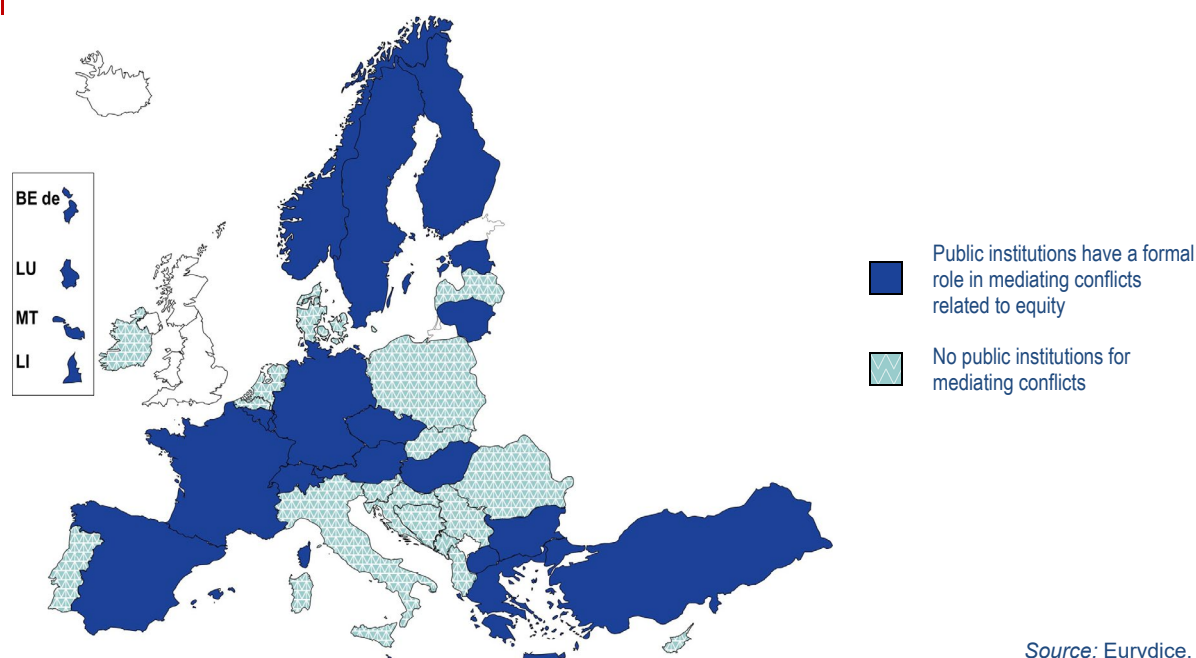 BE de
LU
MT
LI
Public institutions have a formal
role in mediating conflicts
related to equity
No public institutions for
mediating conflicts
Source: Eurydice.